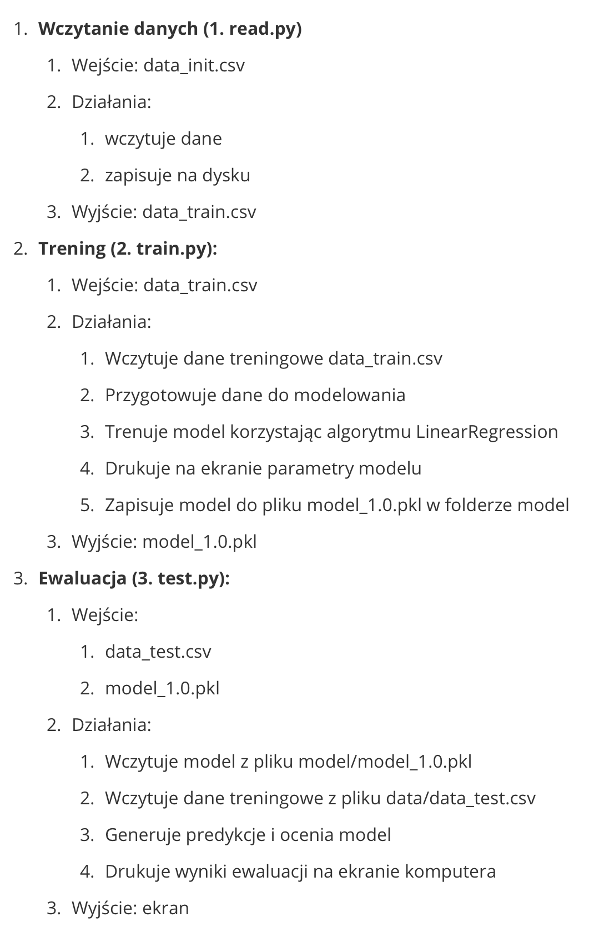 1. Wczytanie danych (1. read.py)
1. Wejście: data_init.csv
2. Działania:
1. wczytuje dane
2. zapisuje na dysku
3. Wyjście: data_train.csv
2. Trening (2. train.py):
1. Wejście: data_train.csv
2. Działania:
1. Wczytuje dane treningowe data_train.csv
2. Przygotowuje dane do modelowania
3. Trenuje model korzystając algorytmu LinearRegression
4. Drukuje na ekranie parametry modelu
5. Zapisuje model do pliku model_1.0.pkl w folderze model
3. Wyjście: model_1.0.pkl
3. Ewaluacja (3. test.py):
1. Wejście:
1. data_test.csv
2. model_1.0.pkl
2. Działania:
1. Wczytuje model z pliku model/model_1.0.pkl
2. Wczytuje dane treningowe z pliku data/data_test.csv
3. Generuje predykcje i ocenia model
4. Drukuje wyniki ewaluacji na ekranie komputera
3. Wyjście: ekran